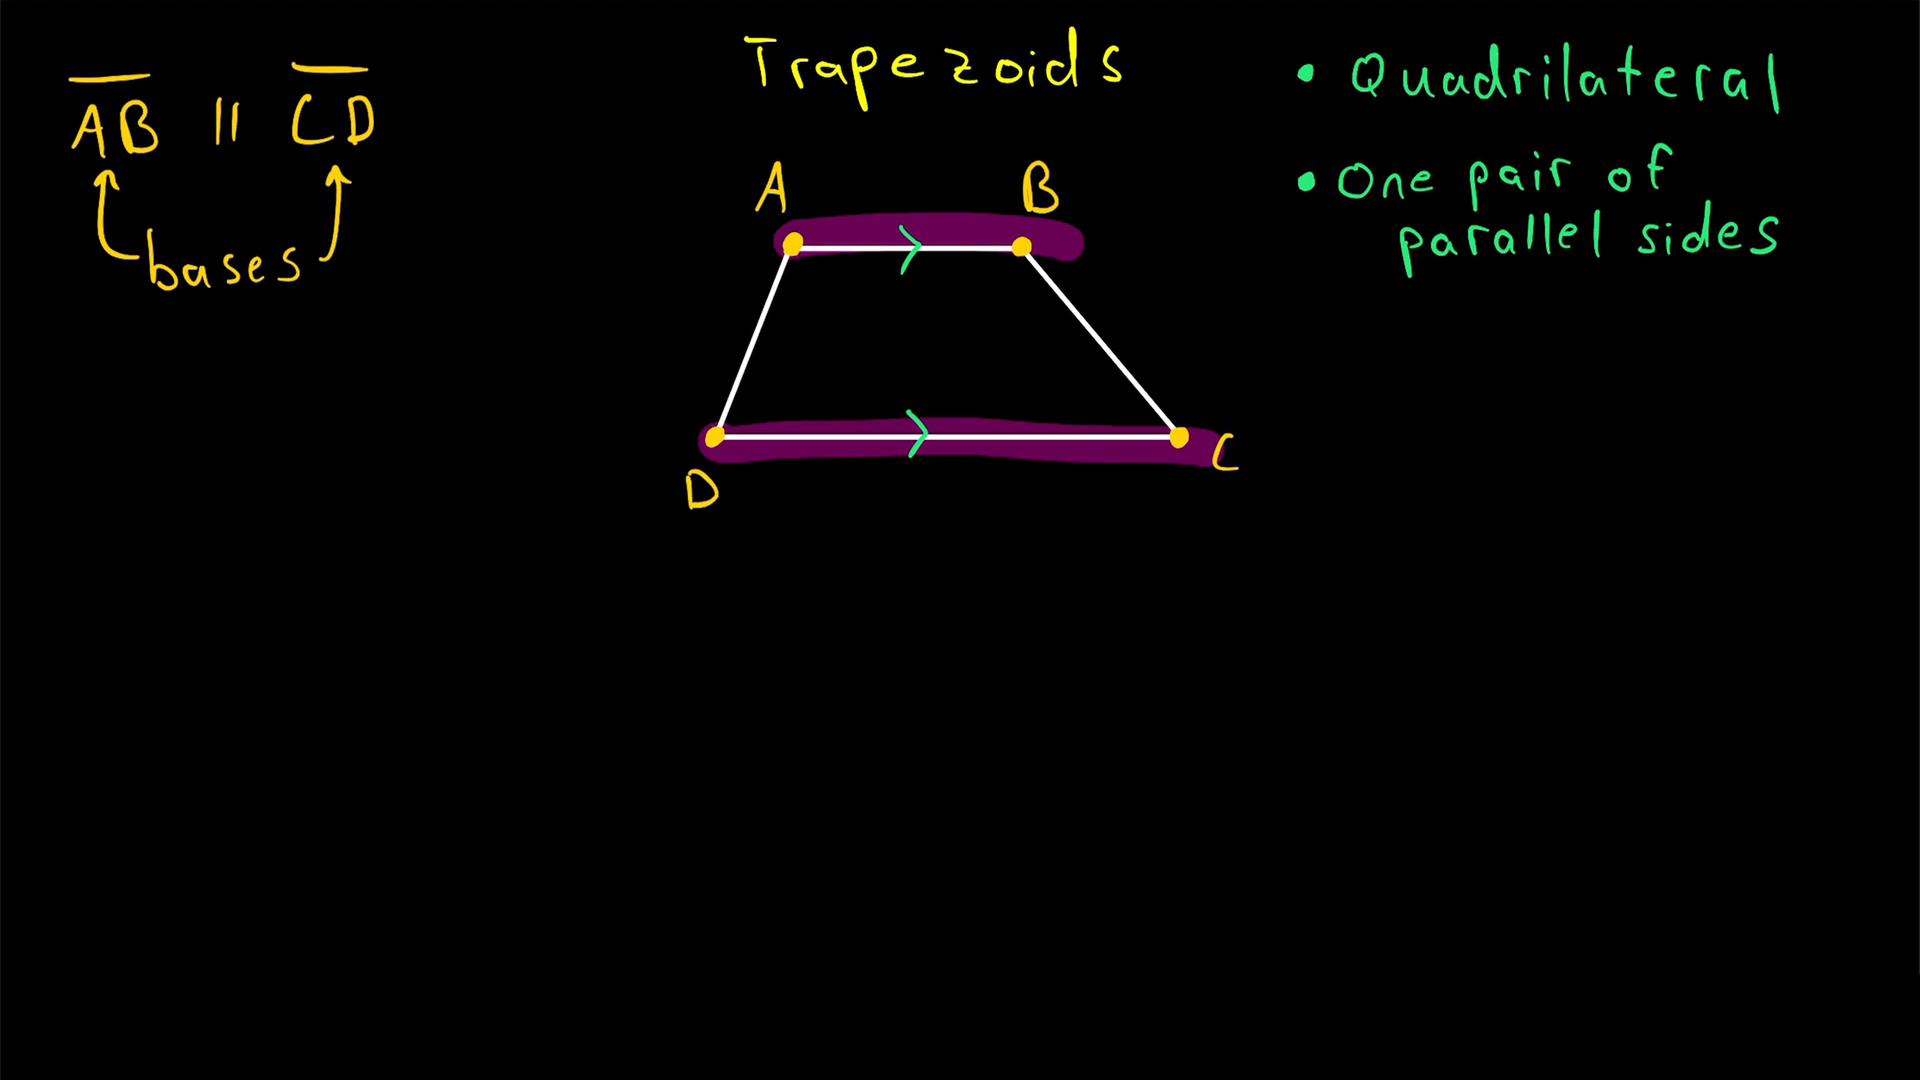 Trapezoids
AB || CD
bases
A B
D C
• Quadrilateral
• One pair of
parallel sides